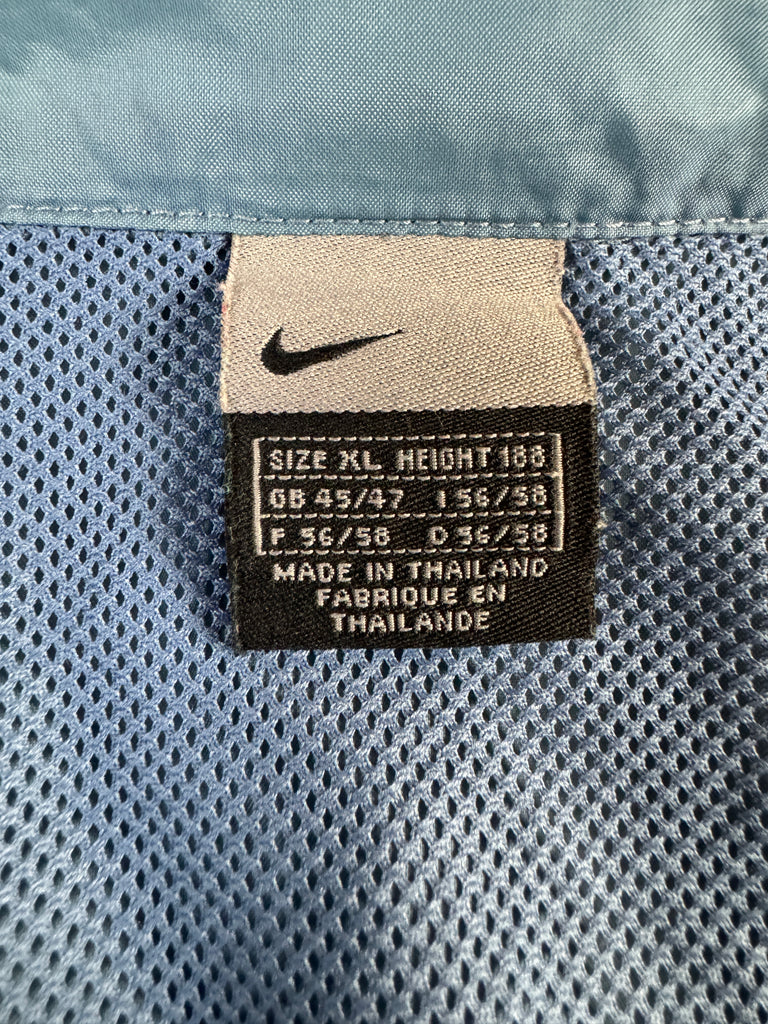 SIZE XL HEIGHT 188
GB 45/47 I 56/58
F 56/58 D 56/58
MADE IN THAILAND
FABRIQUE EN
THAILANDE